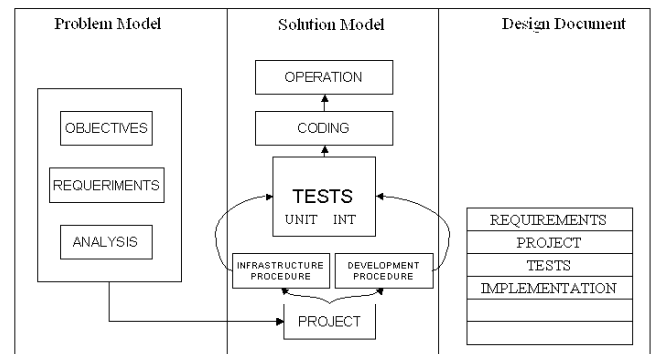 Problem Model
Solution Model
Design Document
OBJECTIVES
REQUERIMENTS
ANALYSIS
OPERATION
CODING
TESTS
UNIT INT
INFRASTRUCTURE
PROCEDURE
DEVELOPMENT
PROCEDURE
PROJECT
REQUIREMENTS
PROJECT
TESTS
IMPLEMENTATION